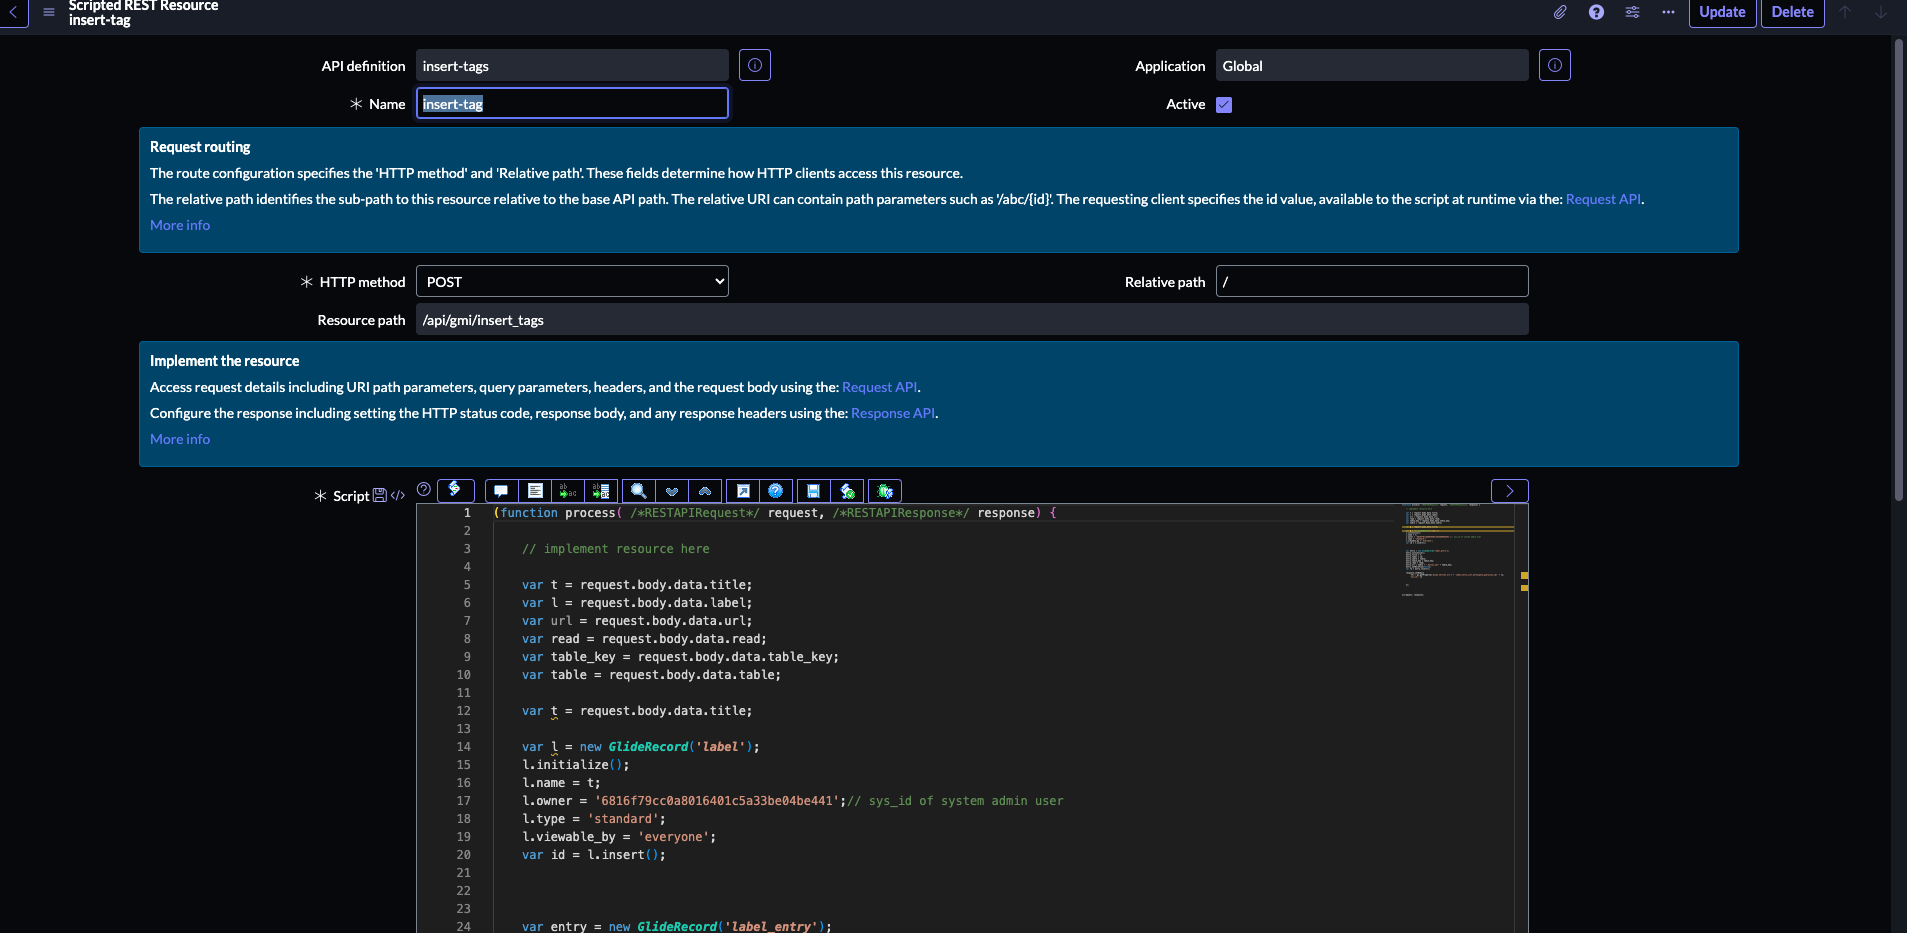 Scripted REST Resource
insert-tag
Update
Delete
API definition
insert-tags
Application
Global
Name
insert-tag
Active
Request routing
The route configuration specifies the 'HTTP method' and 'Relative path'. These fields determine how HTTP clients access this resource.
The relative path identifies the sub-path to this resource relative to the base API path. The relative URI can contain path parameters such as '/abc/{id}'. The requesting client specifies the id value, available to the script at runtime via the: Request API.
More info
HTTP method
POST
Relative path
/
Resource path
/api/gmi/insert_tags
Implement the resource
Access request details including URI path parameters, query parameters, headers, and the request body using the: Request API.
Configure the response including setting the HTTP status code, response body, and any response headers using the: Response API.
More info
Script
1 (function process( /*RESTAPIRequest*/ request, /*RESTAPIResponse*/ response) {
2
3 // implement resource here
4
5 var t = request.body.data.title;
6 var l = request.body.data.label;
7 var url = request.body.data.url;
8 var read = request.body.data.read;
9 var table_key = request.body.data.table_key;
10 var table = request.body.data.table;
11
12 var t = request.body.data.title;
13
14 var l = new GlideRecord('label');
15 l.initialize();
16 l.name = t;
17 l.owner = '6816f79cc0a8016401c5a33be04be441';// sys_id of system admin user
18 l.type = 'standard';
19 l.viewable_by = 'everyone';
20 var id = l.insert();
21
22
23
24 var entry = new GlideRecord('label_entry');